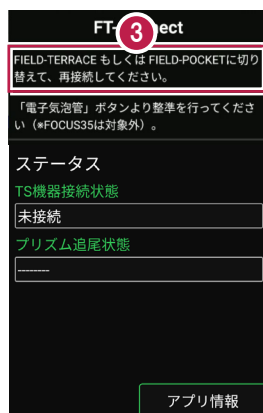 FT-
3
ect
FIELD-TERRACE もしくは FIELD-POCKETに切り
替えて、再接続してください。
「電子気泡管」ボタンより整準を行ってくださ
い（※FOCUS35は対象外）。
ステータス
TS機器接続状態
未接続
プリズム追尾状態
--------
アプリ情報